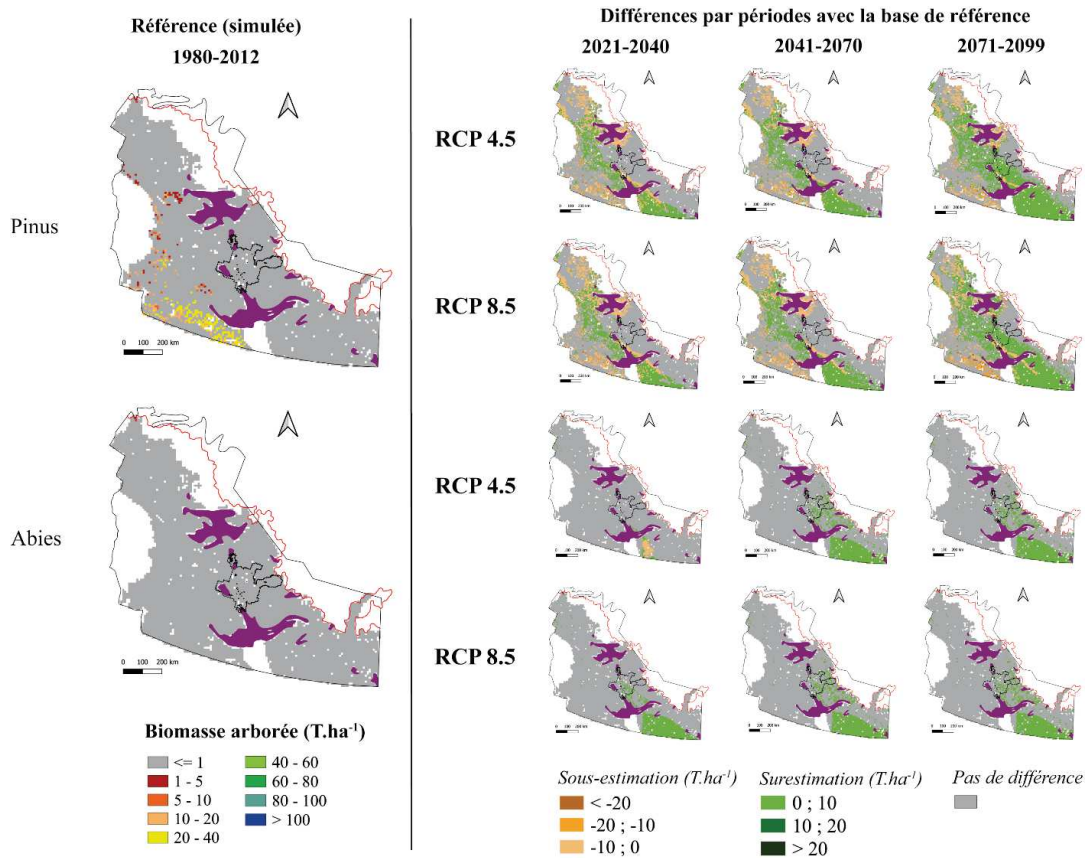 Référence (simulée)
1980-2012
Différences par périodes avec la base de référence
2021-2040
2041-2070
2071-2099
Pinus
RCP 4.5
RCP 8.5
0 100 200 km
Abies
RCP 4.5
RCP 8.5
0 100 200 km
Biomasse arborée (T.ha⁻¹)
<= 1
1 - 5
5 - 10
10 - 20
20 - 40
40 - 60
60 - 80
80 - 100
> 100
Sous-estimation (T.ha⁻¹)
< -20
-20 ; -10
-10 ; 0
Surestimation (T.ha⁻¹)
0 ; 10
10 ; 20
> 20
Pas de différence